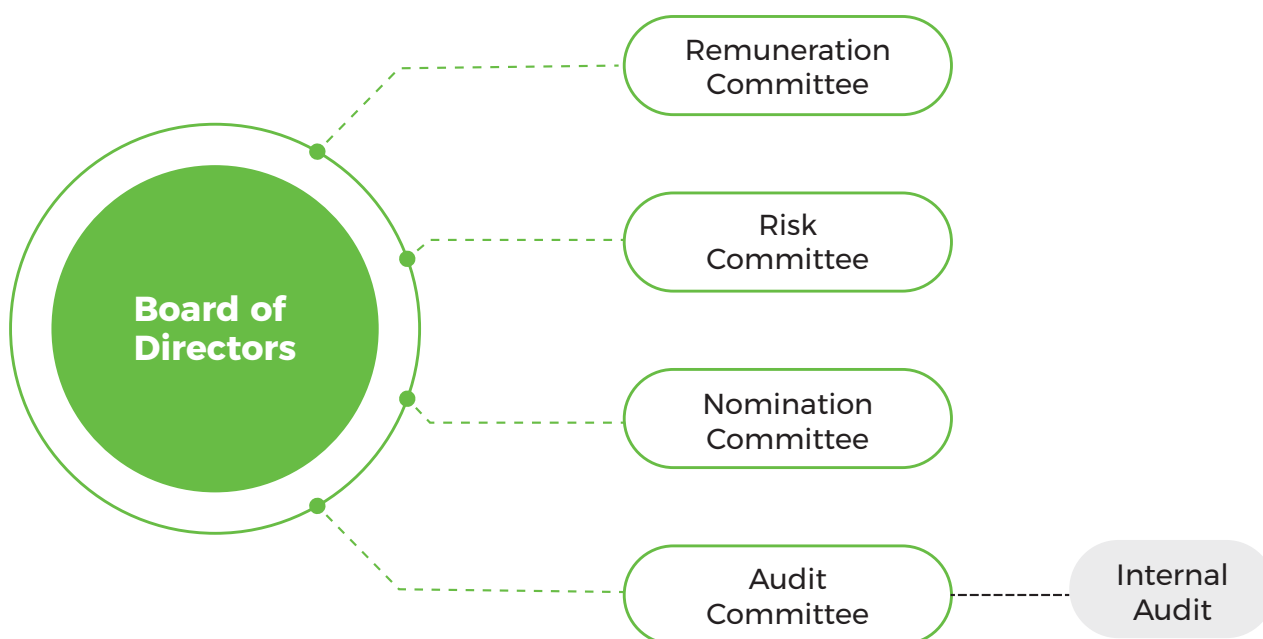 Remuneration
Committee
Risk
Committee
Board of
Directors
Nomination
Committee
Audit
Committee
Internal
Audit